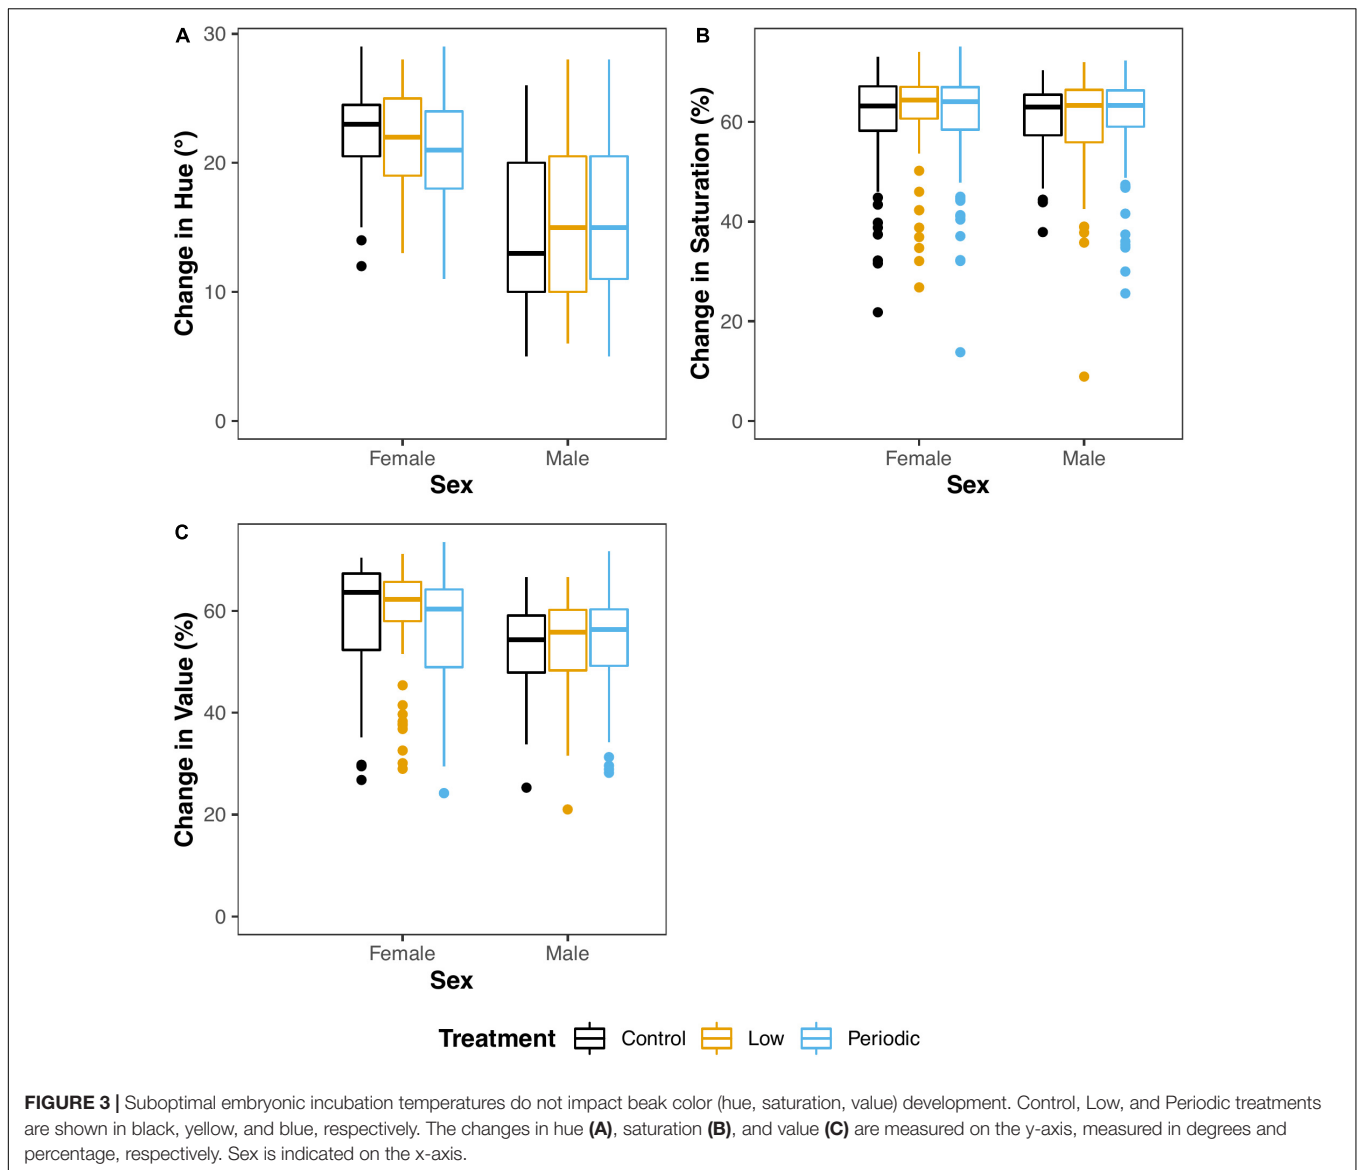 A
30
20
10
0
Change in Hue (°)
Female
Male
Sex
B
60
40
20
0
Change in Saturation (%)
Female
Male
Sex
C
60
40
20
0
Change in Value (%)
Female
Male
Sex
Treatment Control Low Periodic
FIGURE 3 | Suboptimal embryonic incubation temperatures do not impact beak color (hue, saturation, value) development. Control, Low, and Periodic treatments
are shown in black, yellow, and blue, respectively. The changes in hue (A), saturation (B), and value (C) are measured on the y-axis, measured in degrees and
percentage, respectively. Sex is indicated on the x-axis.